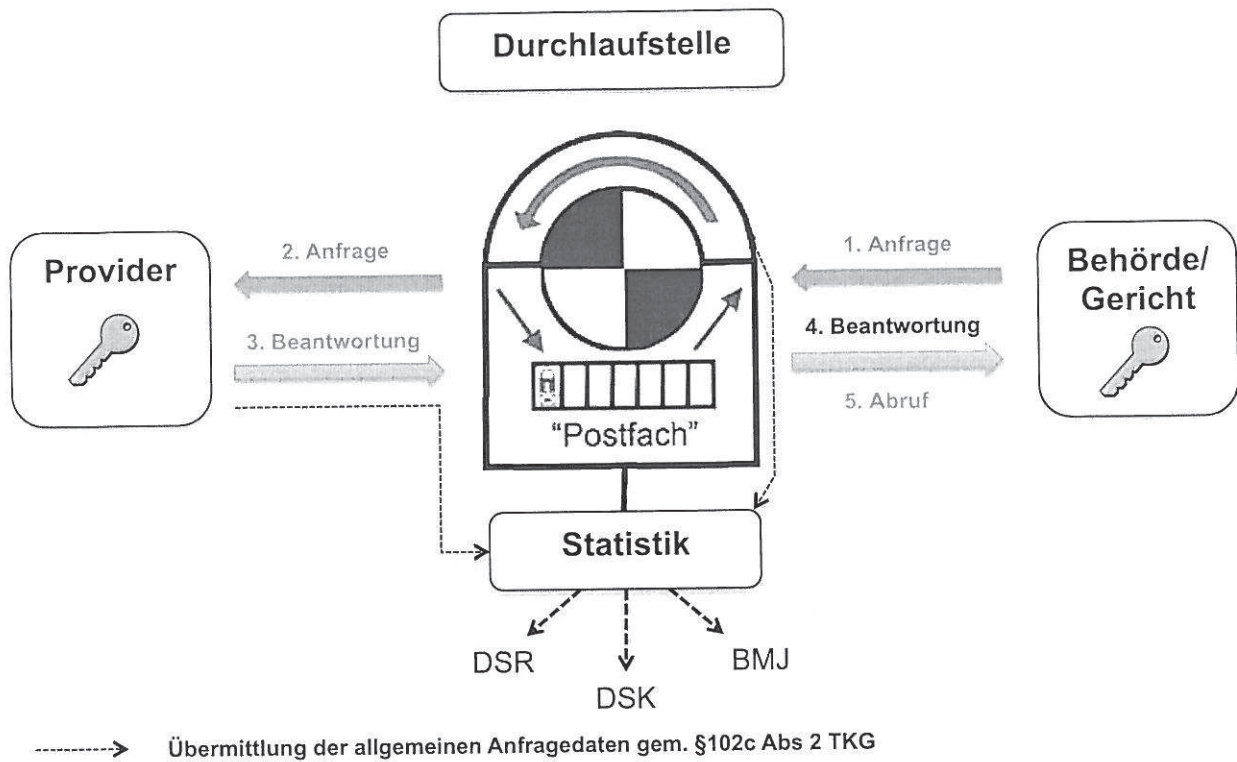 Durchlaufstelle
Provider
2. Anfrage
3. Beantwortung
1. Anfrage
4. Beantwortung
5. Abruf
Behörde/
Gericht
“Postfach”
Statistik
DSR
DSK
BMJ
Übermittlung der allgemeinen Anfragedaten gem. §102c Abs 2 TKG